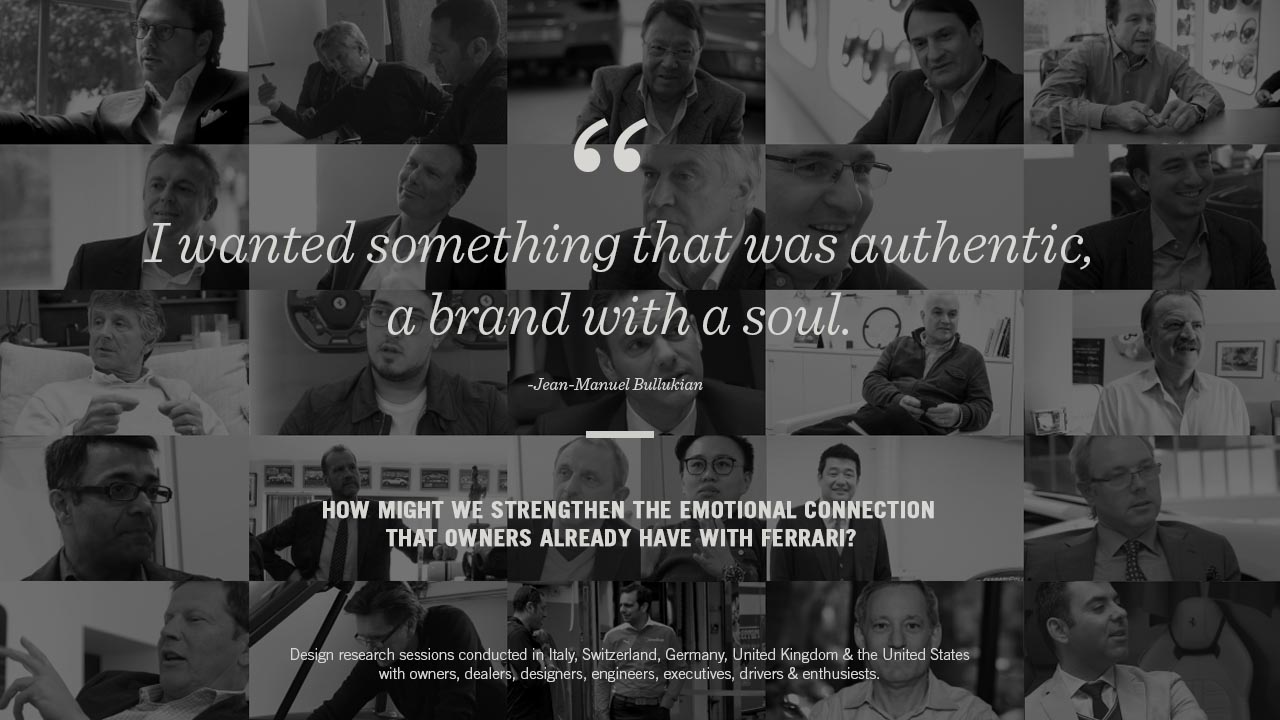 “
I wanted something that was authentic,
a brand with a soul.
-Jean-Manuel Bullukian
HOW MIGHT WE STRENGTHEN THE EMOTIONAL CONNECTION
THAT OWNERS ALREADY HAVE WITH FERRARI?
Design research sessions conducted in Italy, Switzerland, Germany, United Kingdom & the United States
with owners, dealers, designers, engineers, executives, drivers & enthusiests.